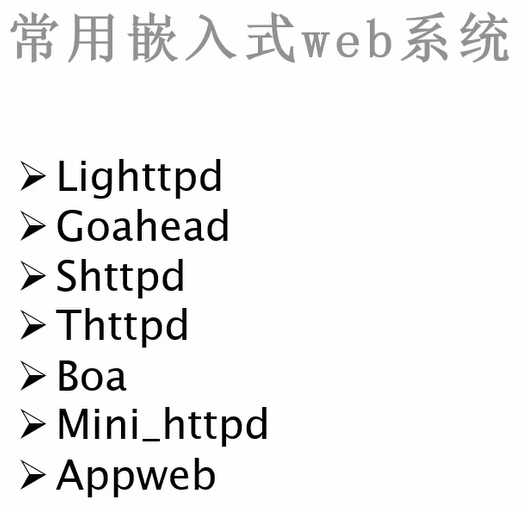 常用嵌入式web系统
Lighttpd
Goahead
Shttpd
Thttpd
Boa
Mini_httpd
Appweb